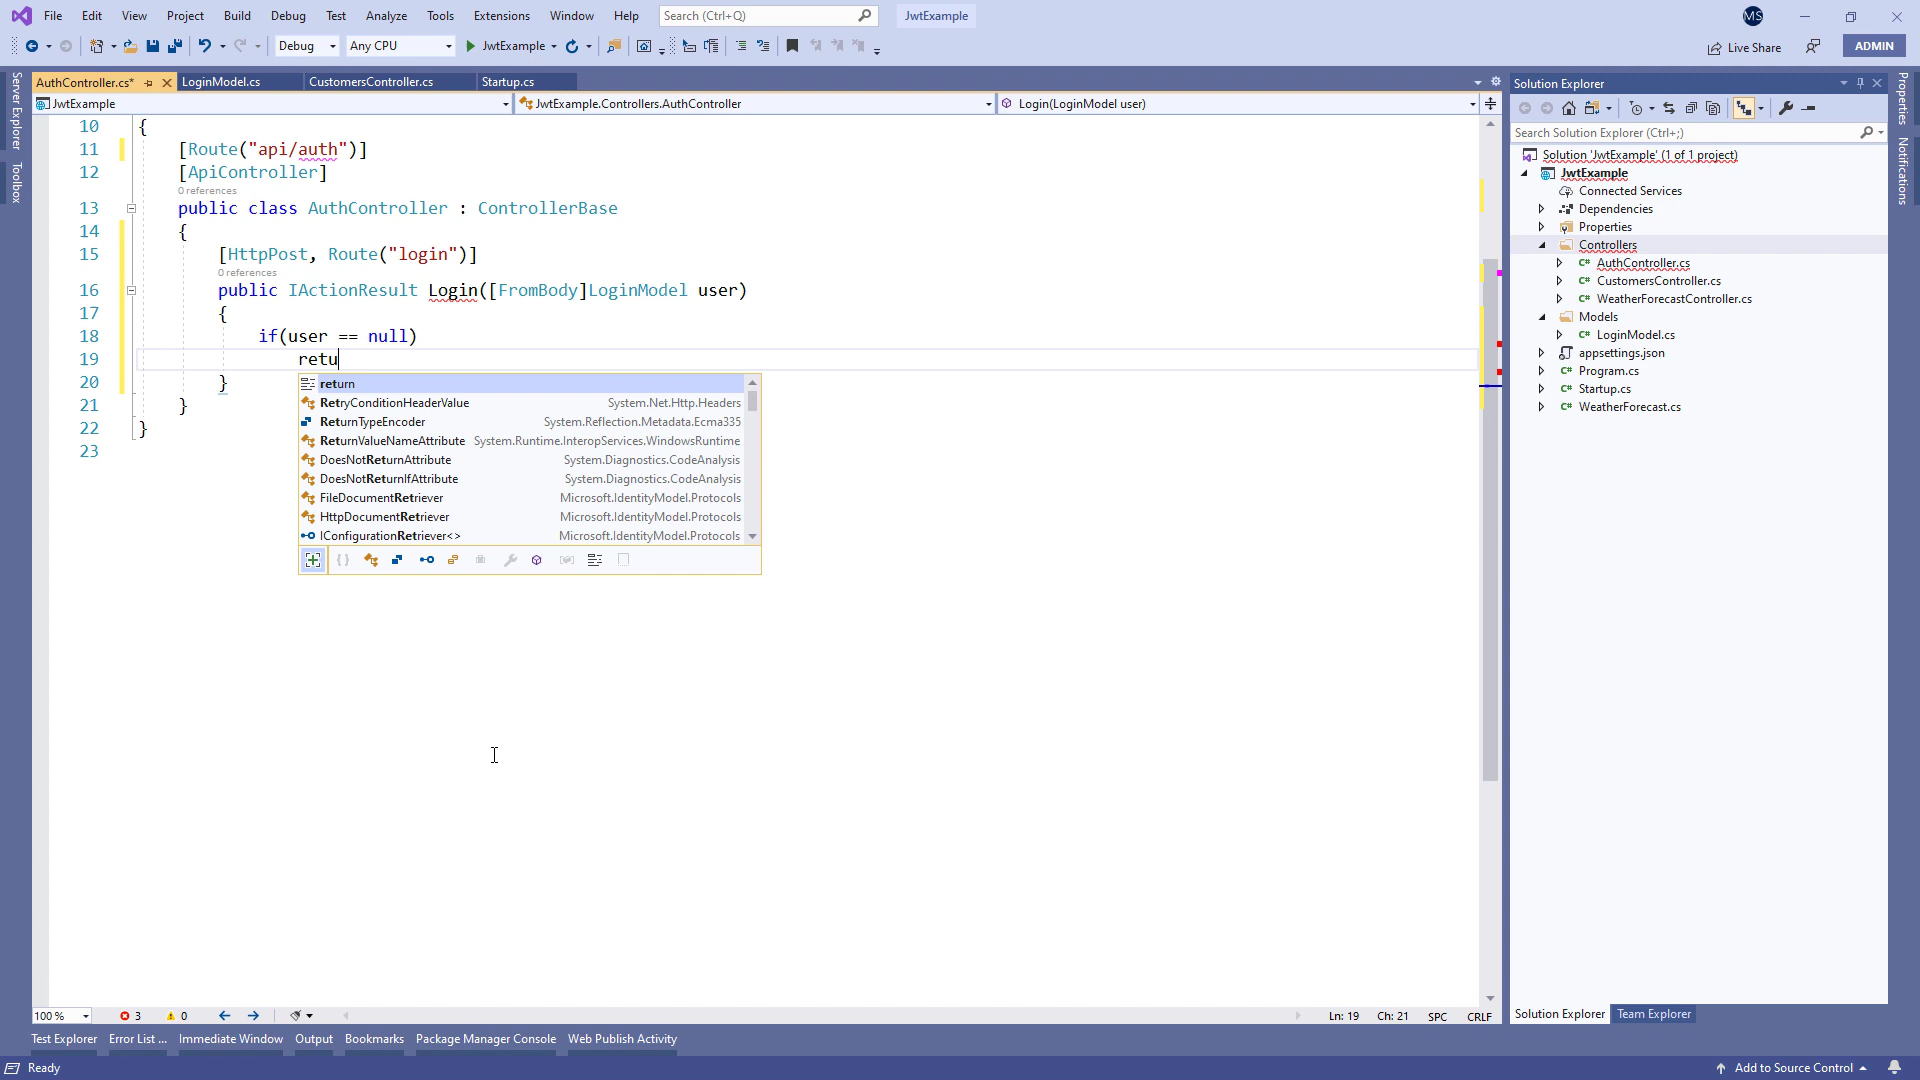 File Edit View Project Build Debug Test Analyze Tools Extensions Window Help Search (Ctrl+Q) JwtExample MS
Debug Any CPU JwtExample Live Share ADMIN
Server Explorer
Toolbox
AuthController.cs* LoginModel.cs CustomersController.cs Startup.cs
JwtExample JwtExample.Controllers.AuthController Login(LoginModel user)
10 {
11 [Route("api/auth")]
12 [ApiController]
0 references
13 public class AuthController : ControllerBase
14 {
15 [HttpPost, Route("login")]
0 references
16 public IActionResult Login([FromBody]LoginModel user)
17 {
18 if(user == null)
19 retu
20 }
21 }
22 }
23
return
RetryConditionHeaderValue System.Net.Http.Headers
ReturnTypeEncoder System.Reflection.Metadata.Ecma335
ReturnValueNameAttribute System.Runtime.InteropServices.WindowsRuntime
DoesNotReturnAttribute System.Diagnostics.CodeAnalysis
DoesNotReturnIfAttribute System.Diagnostics.CodeAnalysis
FileDocumentRetriever Microsoft.IdentityModel.Protocols
HttpDocumentRetriever Microsoft.IdentityModel.Protocols
IConfigurationRetriever<> Microsoft.IdentityModel.Protocols
100 % 3 0 Ln: 19 Ch: 21 SPC CRLF
Solution Explorer
Search Solution Explorer (Ctrl+;)
Solution 'JwtExample' (1 of 1 project)
JwtExample
Connected Services
Dependencies
Properties
Controllers
C# AuthController.cs
C# CustomersController.cs
C# WeatherForecastController.cs
Models
C# LoginModel.cs
appsettings.json
C# Program.cs
C# Startup.cs
C# WeatherForecast.cs
Solution Explorer Team Explorer
Properties
Notifications
Test Explorer Error List ... Immediate Window Output Bookmarks Package Manager Console Web Publish Activity
Ready Add to Source Control